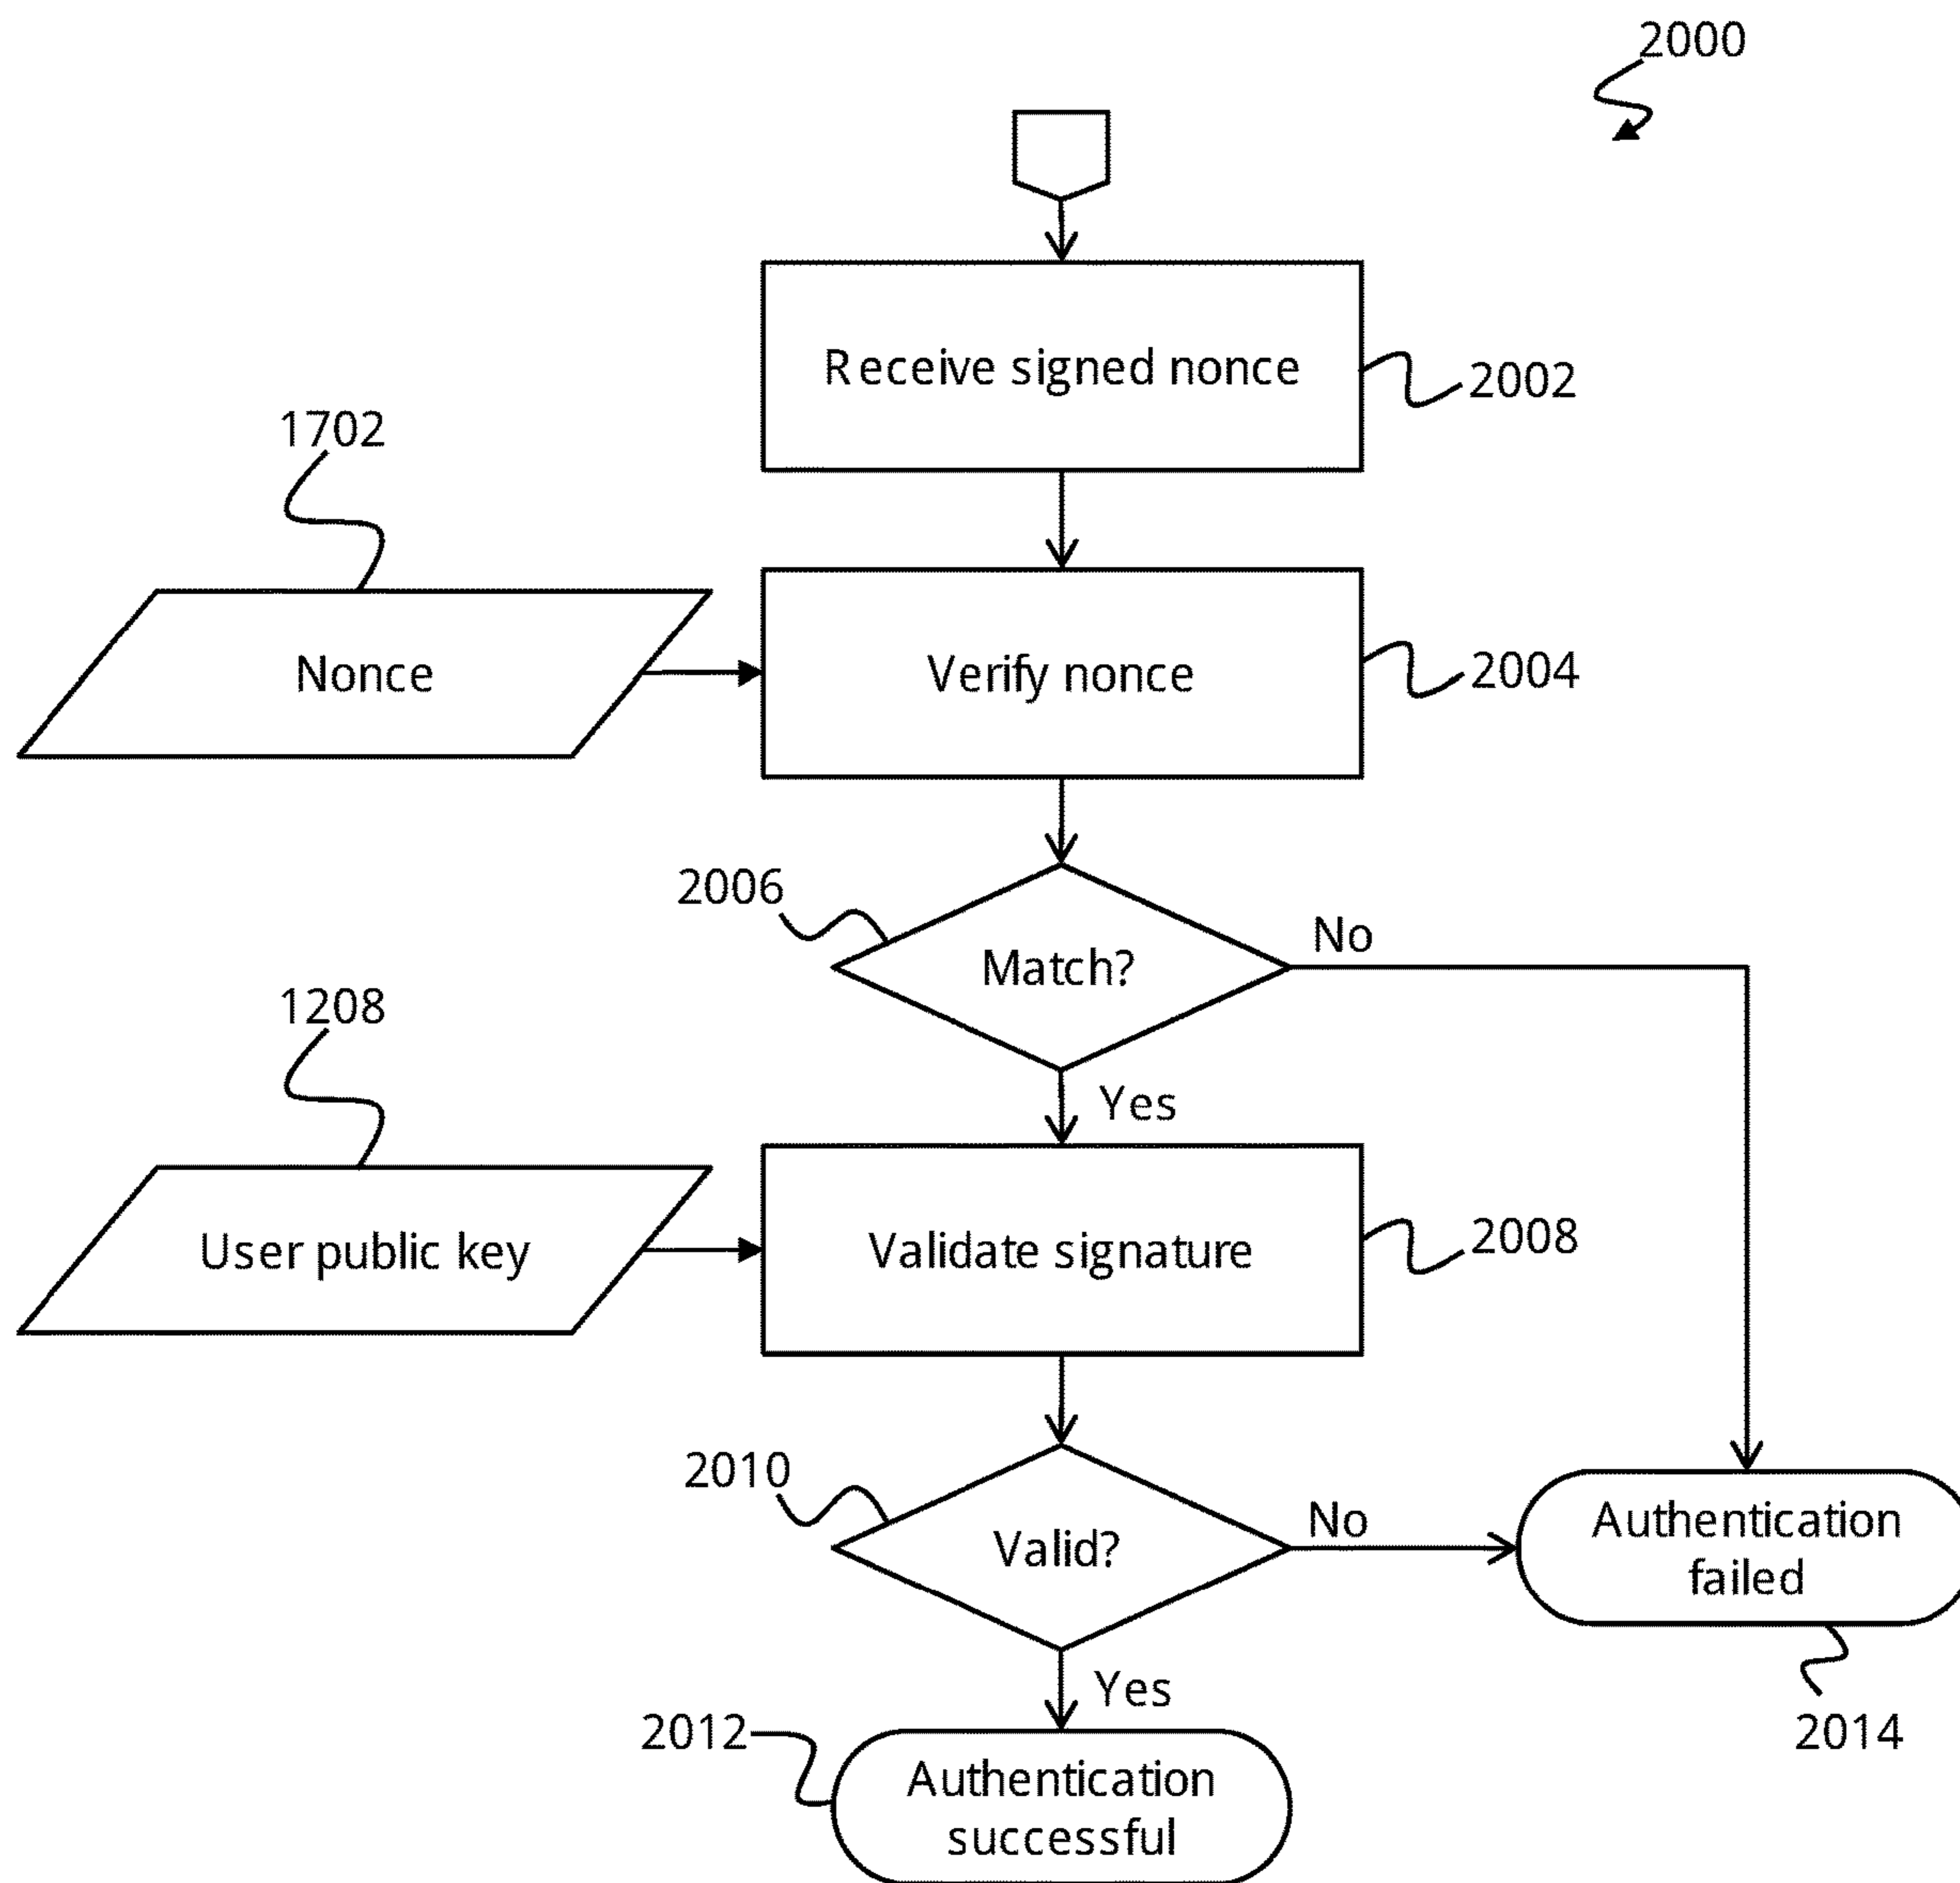 2000
Receive signed nonce
2002
1702
Nonce
Verify nonce
2004
2006
Match?
No
1208
Yes
User public key
Validate signature
2008
2010
Valid?
No
Authentication
failed
Yes
2012
2014
Authentication
successful